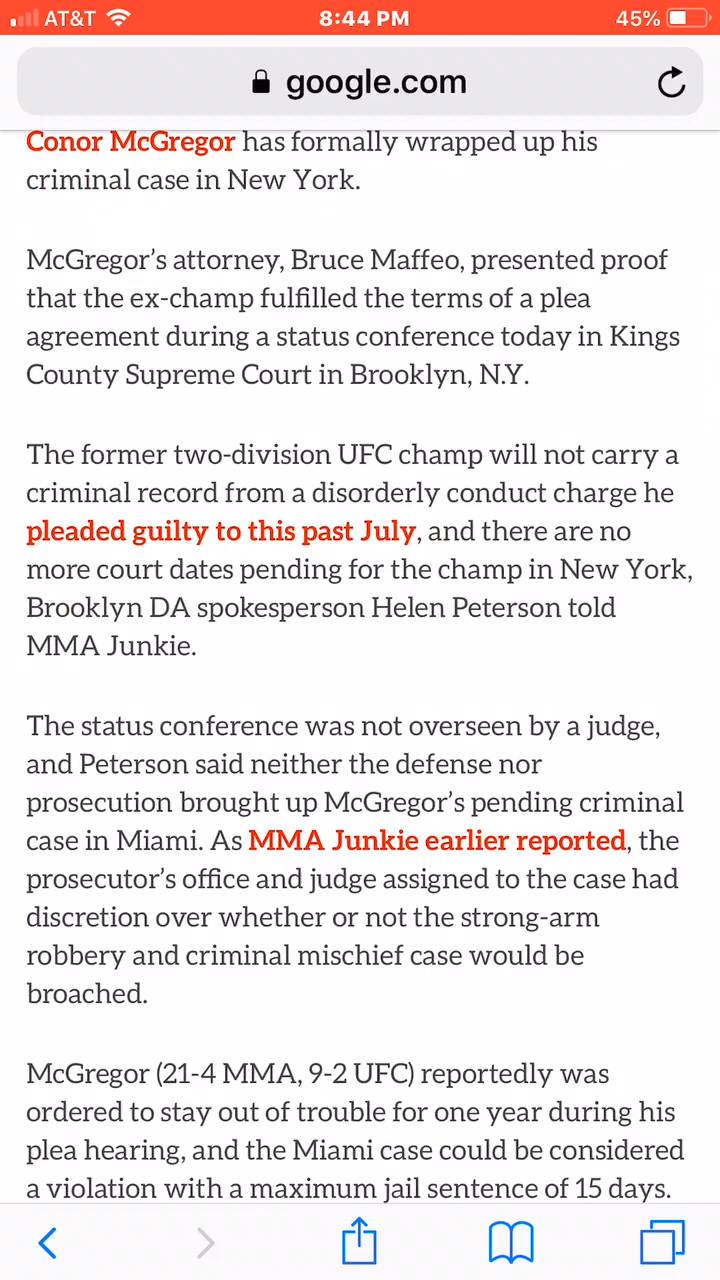 AT&T 8:44 PM 45%
google.com
Conor McGregor has formally wrapped up his
criminal case in New York.
McGregor’s attorney, Bruce Maffeo, presented proof
that the ex-champ fulfilled the terms of a plea
agreement during a status conference today in Kings
County Supreme Court in Brooklyn, N.Y.
The former two-division UFC champ will not carry a
criminal record from a disorderly conduct charge he
pleaded guilty to this past July, and there are no
more court dates pending for the champ in New York,
Brooklyn DA spokesperson Helen Peterson told
MMA Junkie.
The status conference was not overseen by a judge,
and Peterson said neither the defense nor
prosecution brought up McGregor’s pending criminal
case in Miami. As MMA Junkie earlier reported, the
prosecutor’s office and judge assigned to the case had
discretion over whether or not the strong-arm
robbery and criminal mischief case would be
broached.
McGregor (21-4 MMA, 9-2 UFC) reportedly was
ordered to stay out of trouble for one year during his
plea hearing, and the Miami case could be considered
a violation with a maximum jail sentence of 15 days.